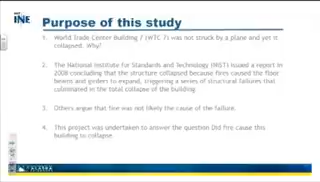 INE
Purpose of this study
1. World Trade Center Building 7 (WTC 7) was not struck by a plane and yet it
collapsed. Why?
2. The National Institute for Standards and Technology (NIST) issued a report in
2008 concluding that the structure collapsed because fires caused the floor
beams and girders to expand, triggering a series of structural failures that
culminated in the total collapse of the building.
3. Others argue that fire was not likely the cause of the failure.
4. This project was undertaken to answer the question Did fire cause this
building to collapse.
ALASKA